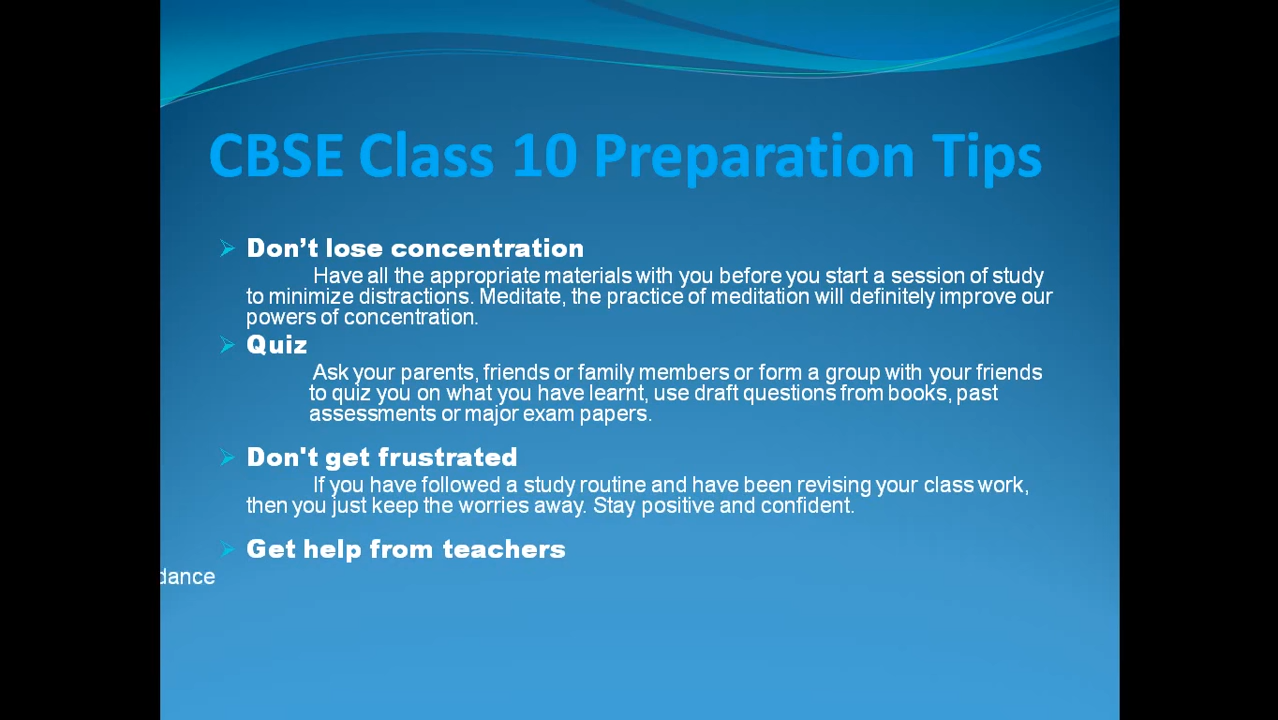 CBSE Class 10 Preparation Tips
Don’t lose concentration
Have all the appropriate materials with you before you start a session of study
to minimize distractions. Meditate, the practice of meditation will definitely improve our
powers of concentration.
Quiz
Ask your parents, friends or family members or form a group with your friends
to quiz you on what you have learnt, use draft questions from books, past
assessments or major exam papers.
Don't get frustrated
If you have followed a study routine and have been revising your class work,
then you just keep the worries away. Stay positive and confident.
Get help from teachers